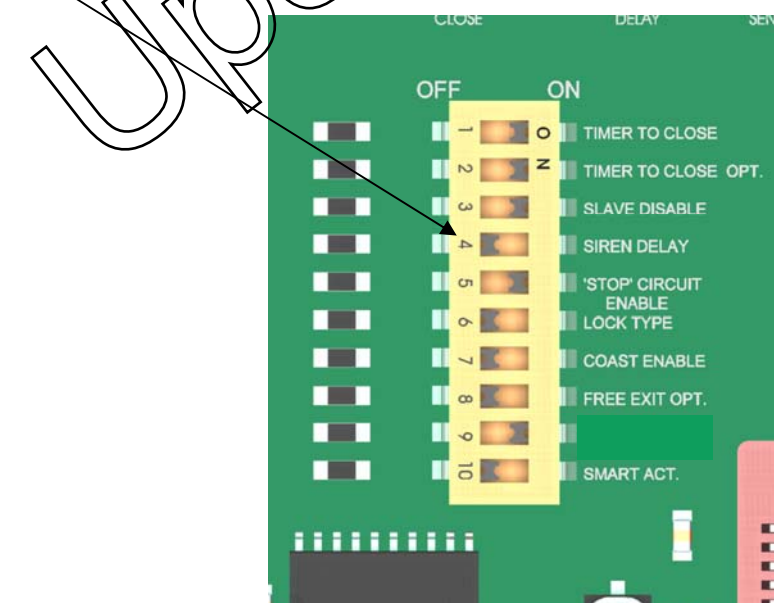 CLOSE DELAY SEN
Up
OFF ON
1 O TIMER TO CLOSE
2 N TIMER TO CLOSE OPT.
3 SLAVE DISABLE
4 SIREN DELAY
5 'STOP' CIRCUIT
ENABLE
6 LOCK TYPE
7 COAST ENABLE
8 FREE EXIT OPT.
9
10 SMART ACT.